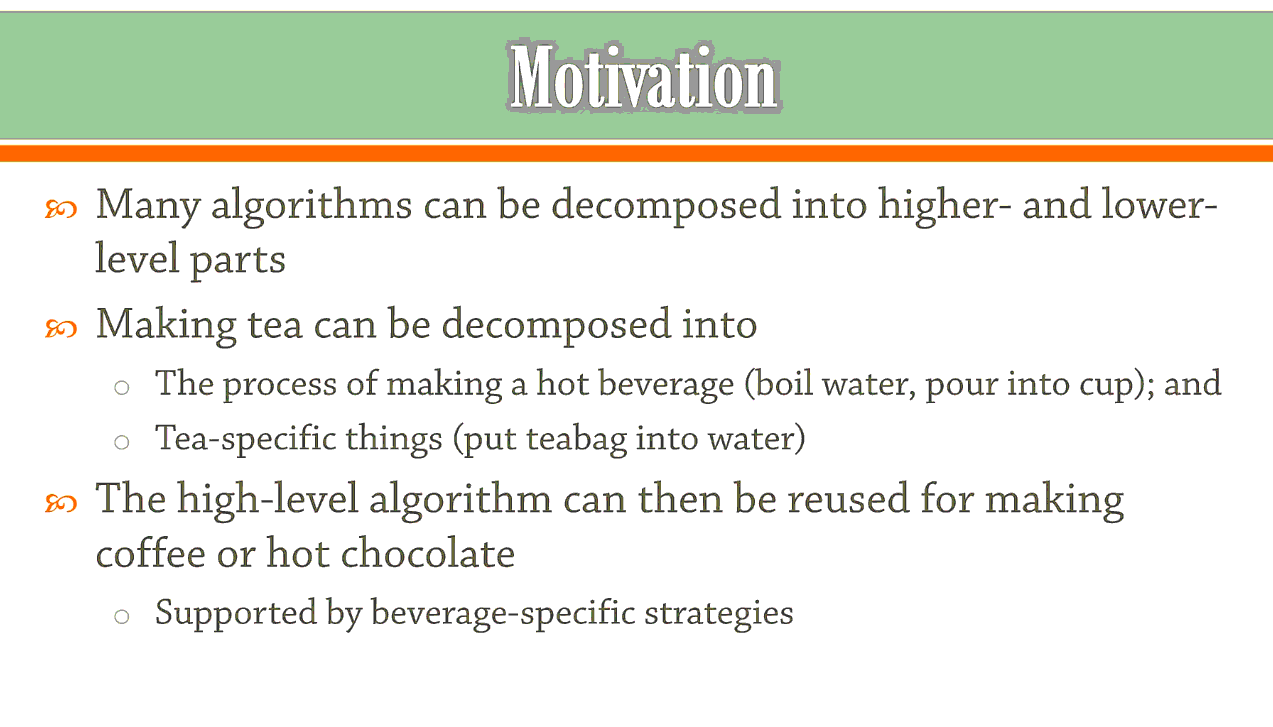 Motivation
Many algorithms can be decomposed into higher- and lower-
level parts
Making tea can be decomposed into
The process of making a hot beverage (boil water, pour into cup); and
Tea-specific things (put teabag into water)
The high-level algorithm can then be reused for making
coffee or hot chocolate
Supported by beverage-specific strategies